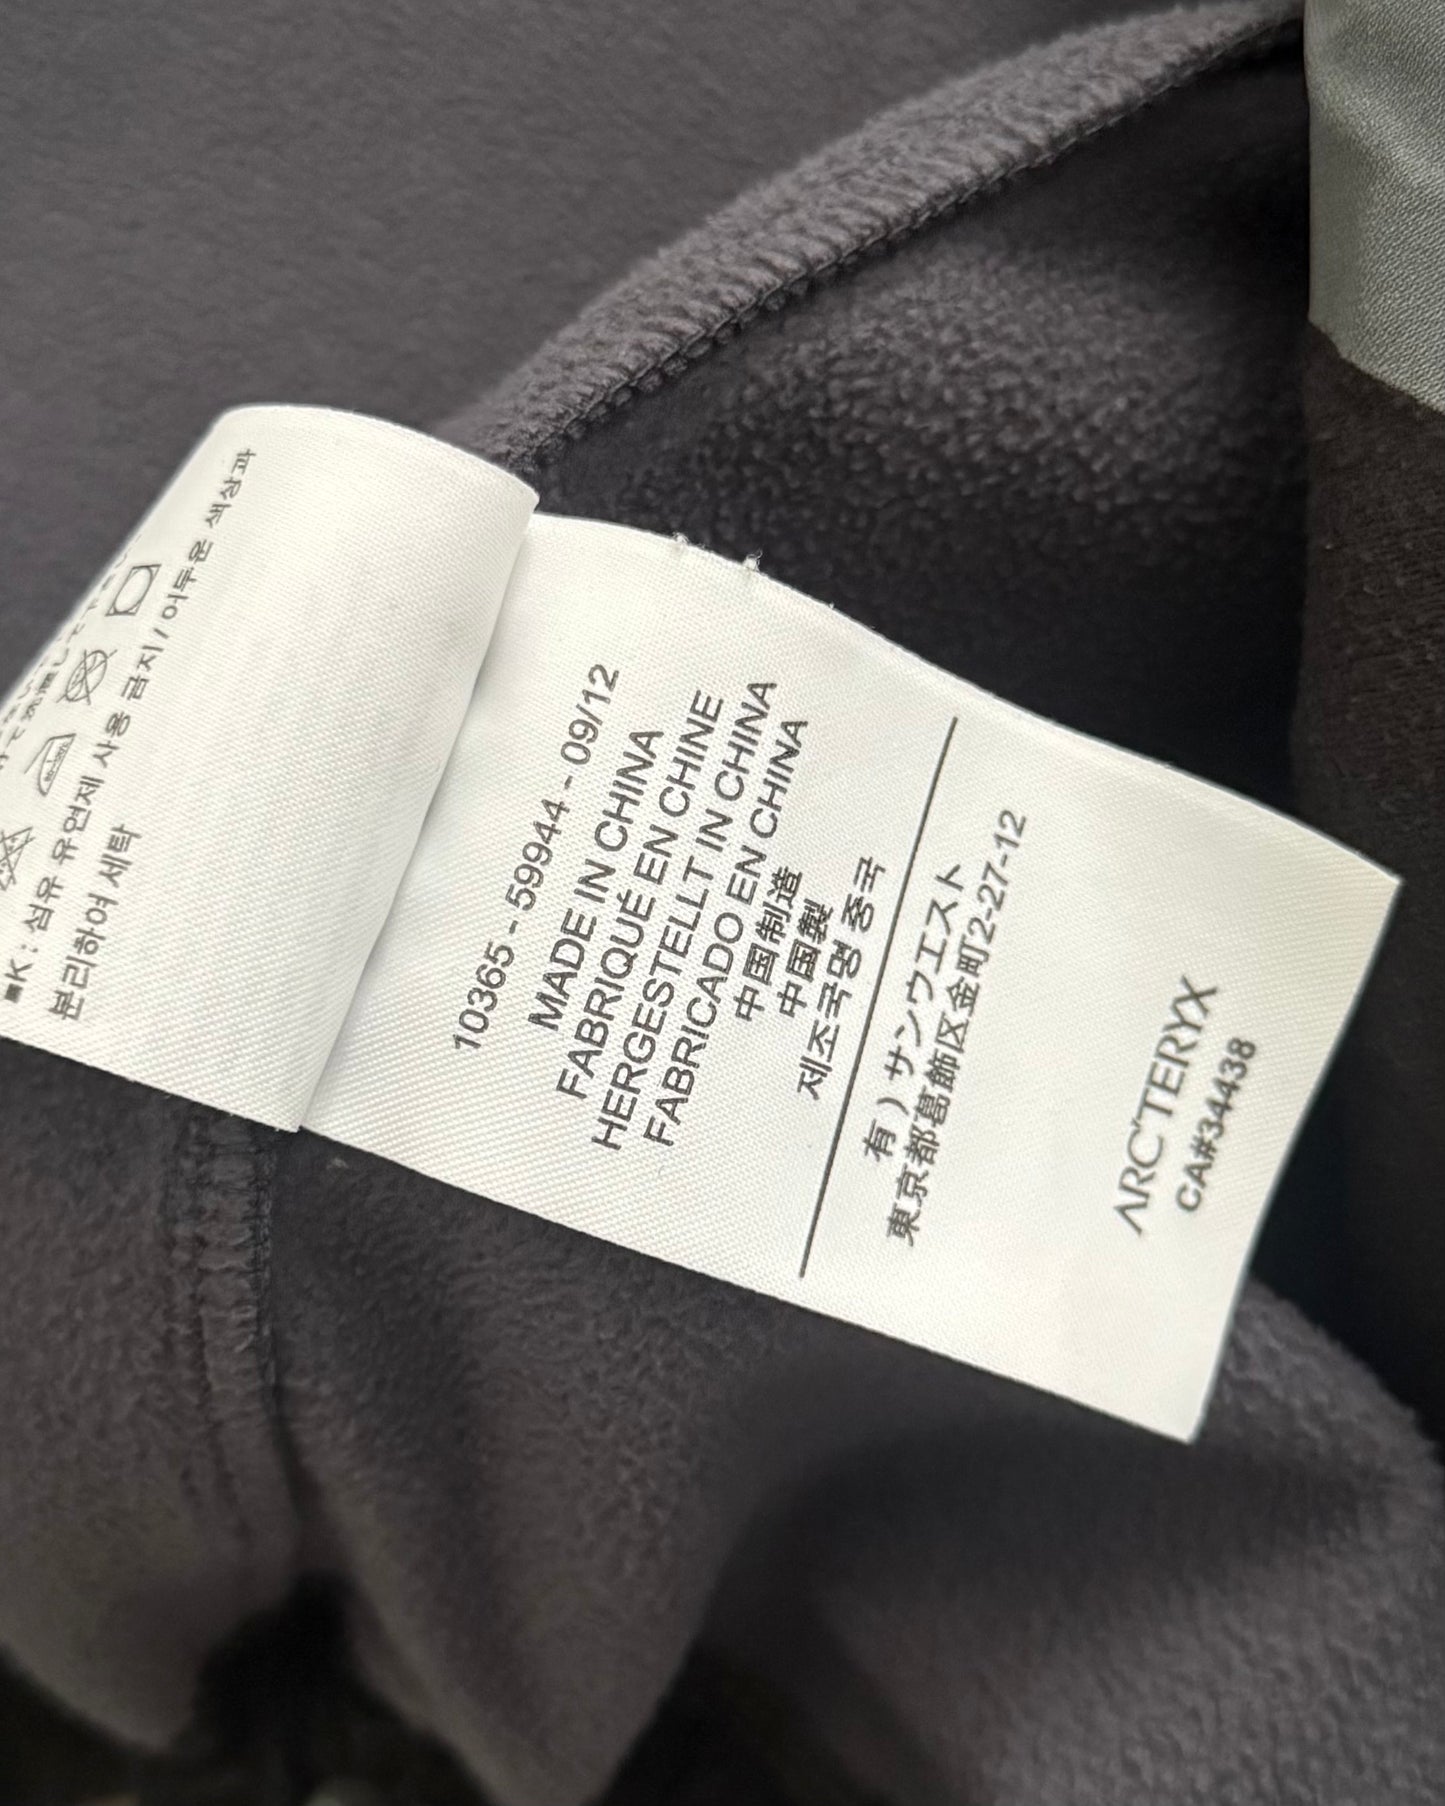 섬유 유연제 사용 금지 / 어두운 색상과
분리하여 세탁
10365 - 59944 - 09/12
MADE IN CHINA
FABRIQUÉ EN CHINE
HERGESTELLT IN CHINA
FABRICADO EN CHINA
中国制造
中国製
제조국명 중국
有）サンウエスト
東京都葛飾区金町2-27-12
ARC'TERYX
CA#34438